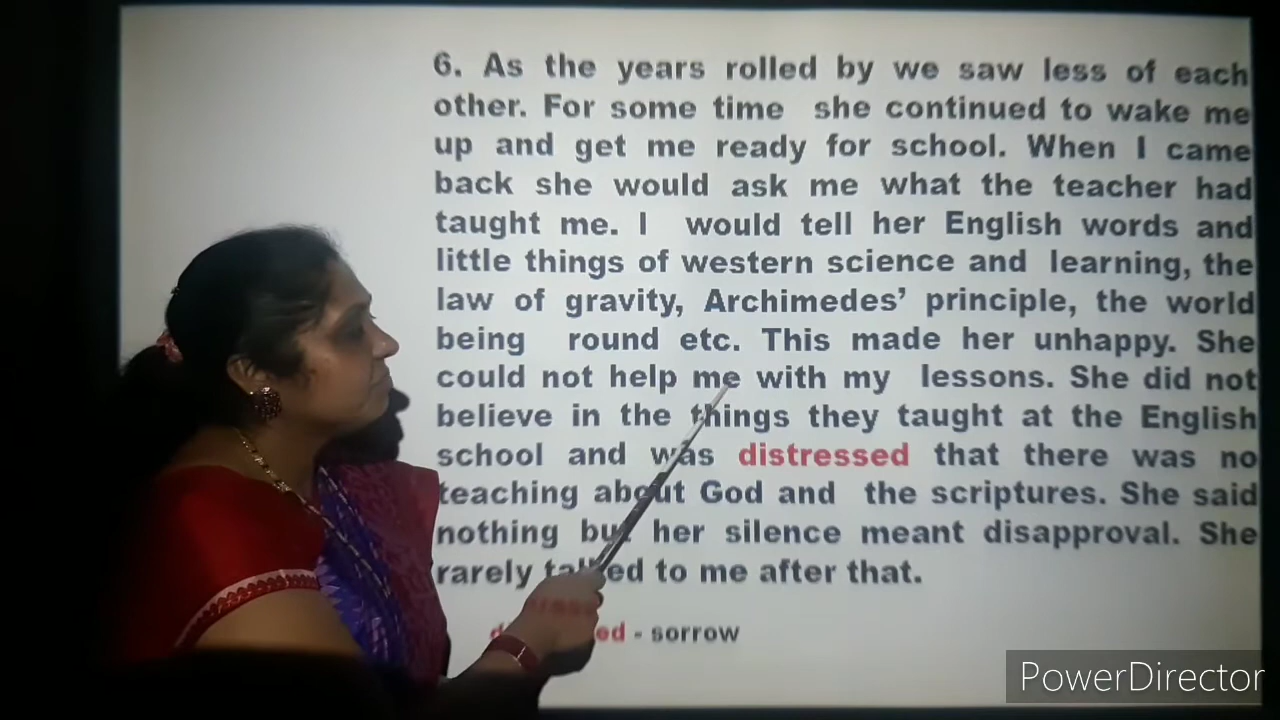 6. As the years rolled by we saw less of each
other. For some time she continued to wake me
up and get me ready for school. When I came
back she would ask me what the teacher had
taught me. I would tell her English words and
little things of western science and learning, the
law of gravity, Archimedes’ principle, the world
being round etc. This made her unhappy. She
could not help me with my lessons. She did not
believe in the things they taught at the English
school and was distressed that there was no
teaching about God and the scriptures. She said
nothing but her silence meant disapproval. She
rarely talked to me after that.
- sorrow
PowerDirector